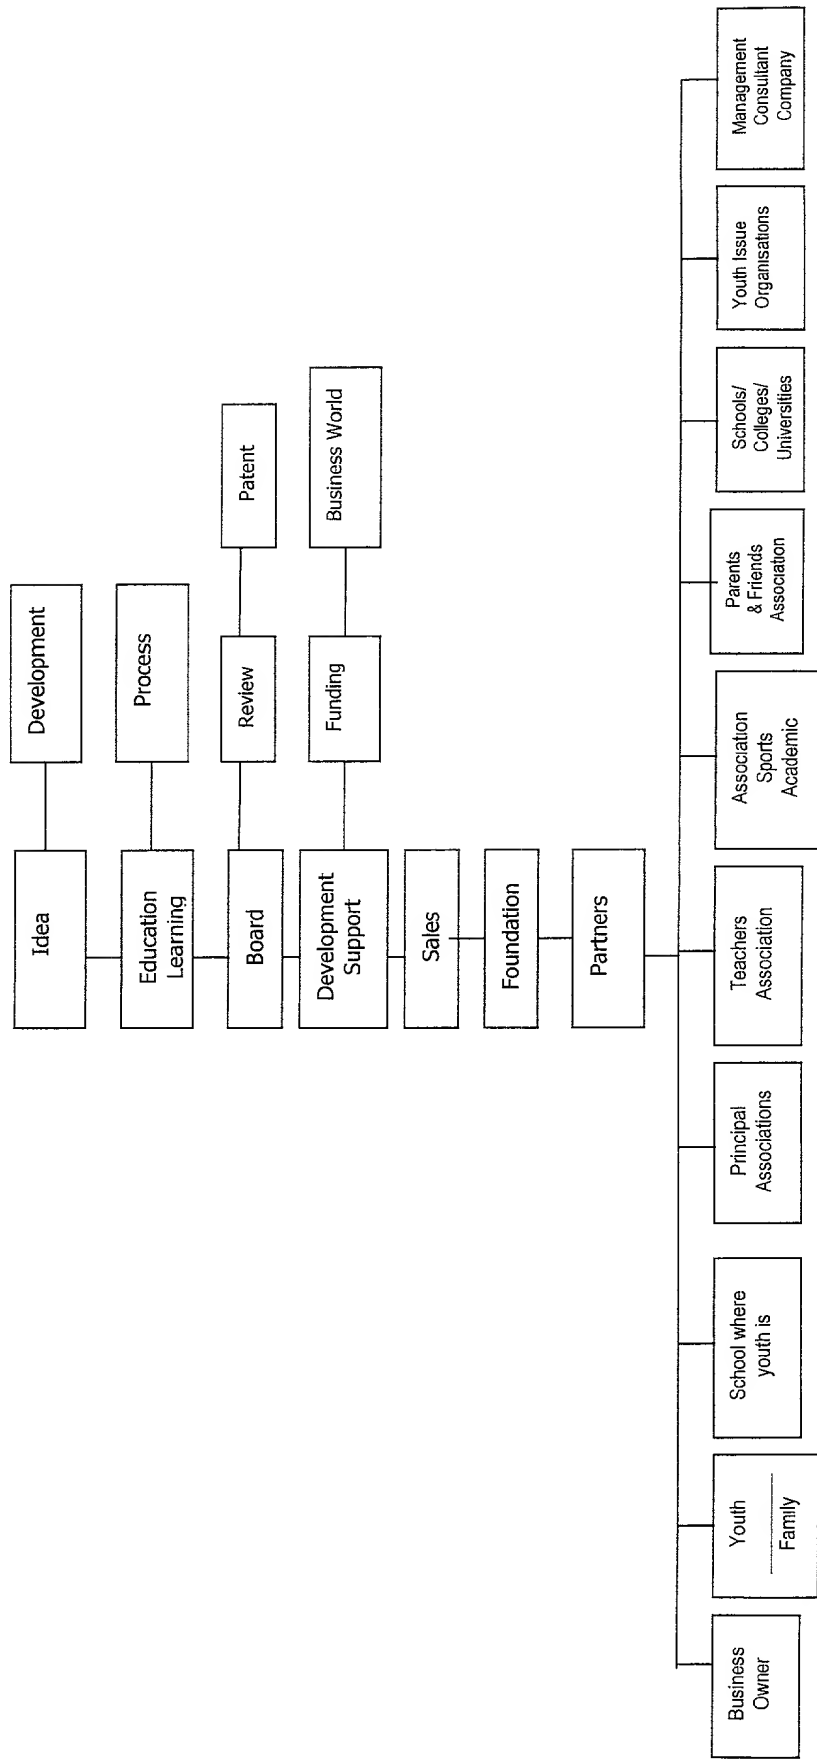 Idea
Development
Education
Learning
Process
Board
Review
Patent
Development
Support
Funding
Business World
Sales
Foundation
Partners
Business
Owner
Youth
Family
School where
youth is
Principal
Associations
Teachers
Association
Association
Sports
Academic
Parents
& Friends
Association
Schools/
Colleges/
Universities
Youth Issue
Organisations
Management
Consultant
Company